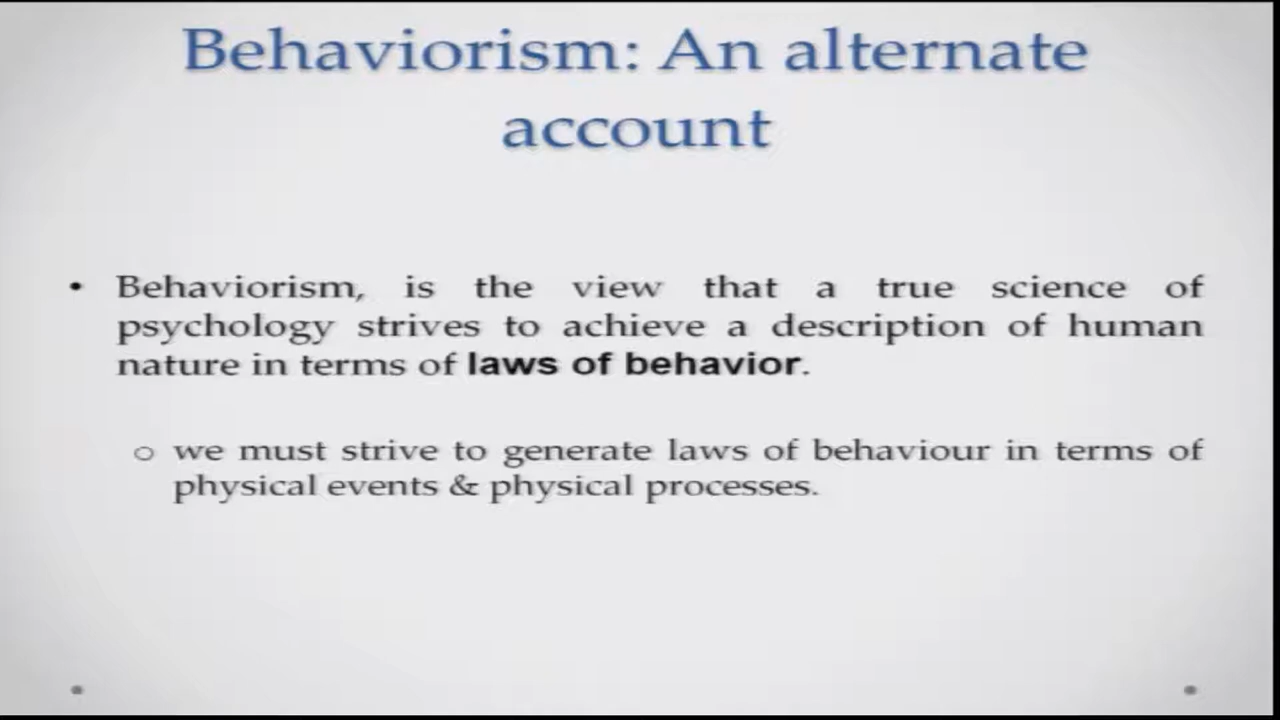 Behaviorism: An alternate
account
• Behaviorism, is the view that a true science of
psychology strives to achieve a description of human
nature in terms of laws of behavior.
o we must strive to generate laws of behaviour in terms of
physical events & physical processes.